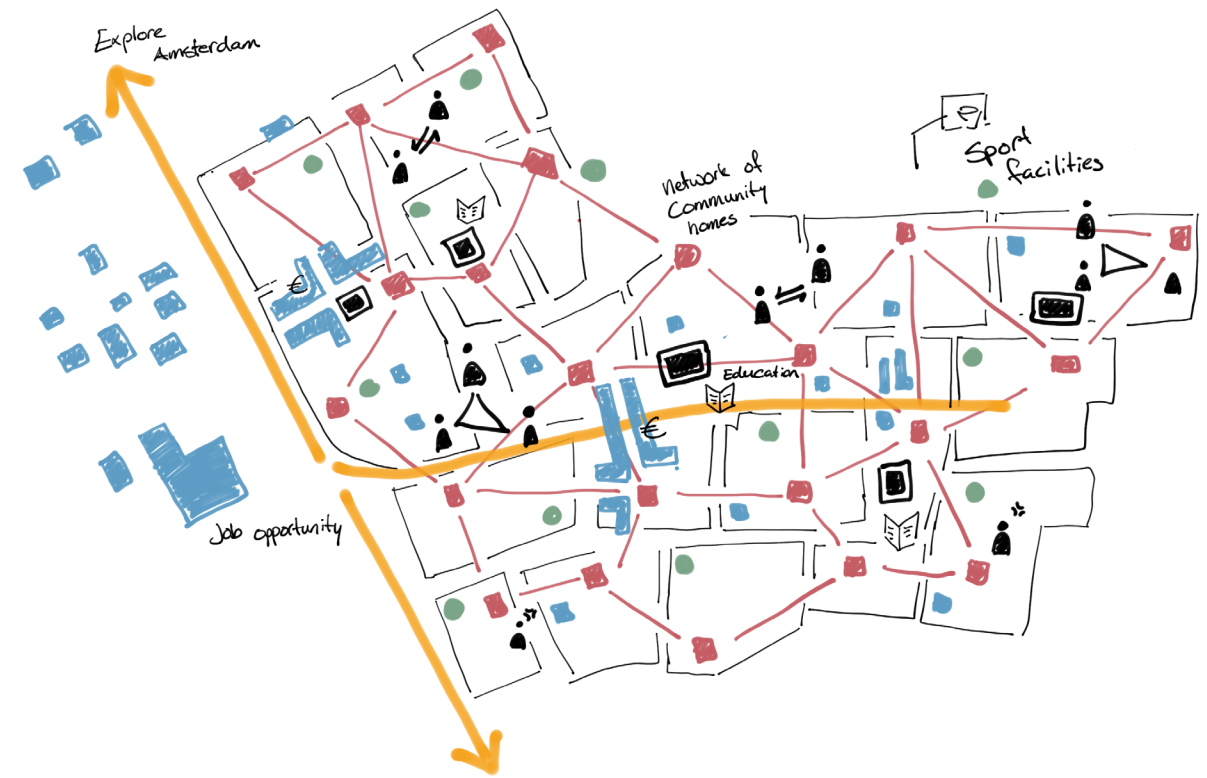 Explore
Amsterdam
Sport
facilities
network of
Community
homes
€
Education
€
Job opportunity